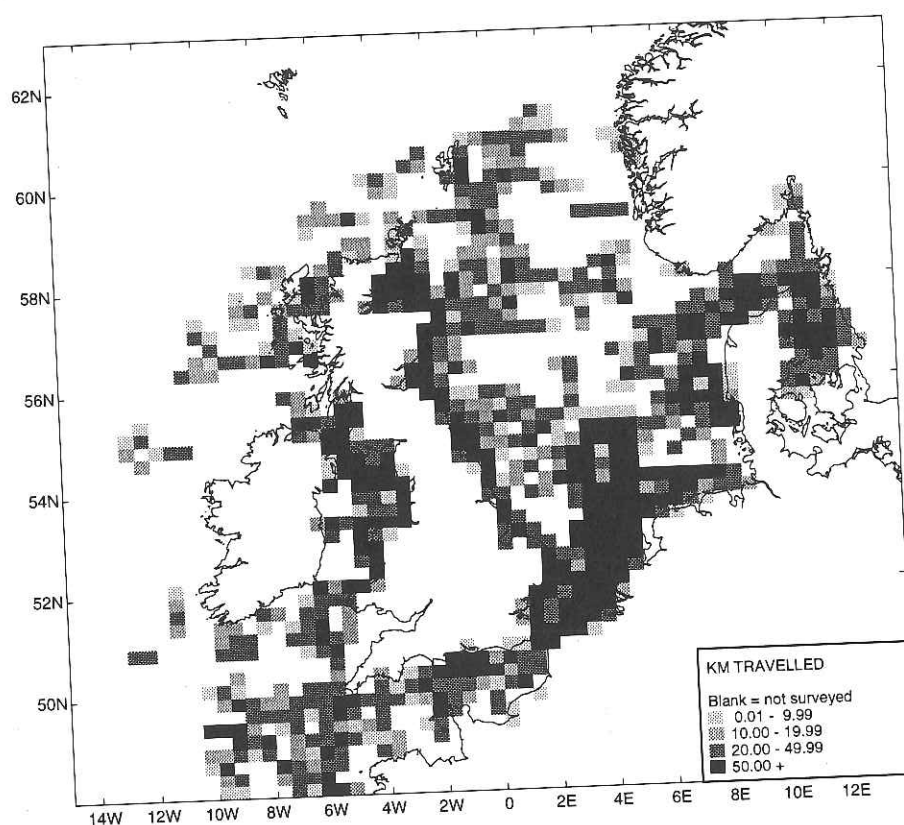 62N
60N
58N
56N
54N
52N
50N
14W 12W 10W 8W 6W 4W 2W 0 2E 4E 6E 8E 10E 12E
KM TRAVELLED
Blank = not surveyed
0.01 - 9.99
10.00 - 19.99
20.00 - 49.99
50.00 +